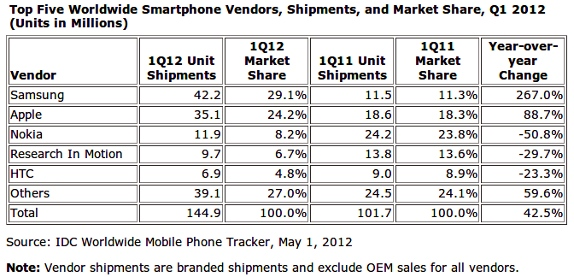 Top Five Worldwide Smartphone Vendors, Shipments, and Market Share, Q1 2012
(Units in Millions)
Vendor 1Q12 Unit Shipments 1Q12 Market Share 1Q11 Unit Shipments 1Q11 Market Share Year-over-year Change
Samsung 42.2 29.1% 11.5 11.3% 267.0%
Apple 35.1 24.2% 18.6 18.3% 88.7%
Nokia 11.9 8.2% 24.2 23.8% -50.8%
Research In Motion 9.7 6.7% 13.8 13.6% -29.7%
HTC 6.9 4.8% 9.0 8.9% -23.3%
Others 39.1 27.0% 24.5 24.1% 59.6%
Total 144.9 100.0% 101.7 100.0% 42.5%
Source: IDC Worldwide Mobile Phone Tracker, May 1, 2012
Note: Vendor shipments are branded shipments and exclude OEM sales for all vendors.